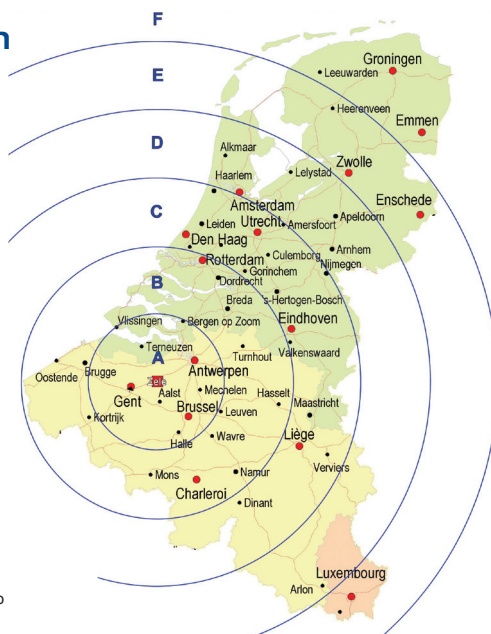 F
n
Groningen
E
Leeuwarden
Heerenveen
Emmen
D
Alkmaar
Zwolle
Haarlem
Lelystad
Enschede
Amsterdam
C
Utrecht
Apeldoorn
Leiden
Amersfoort
Den Haag
Arnhem
Culemborg
Rotterdam
Nijmegen
Gorinchem
B
Dordrecht
Breda
's-Hertogen-Bosch
Vlissingen
Bergen op Zoom
Eindhoven
Terneuzen
Turnhout
Valkenswaard
A
Oostende
Brugge
Antwerpen
Zele
Gent
Aalst
Mechelen
Hasselt
Maastricht
Kortrijk
Brussel
Leuven
Halle
Wavre
Liège
Verviers
Mons
Namur
Charleroi
Dinant
Luxembourg
Arlon